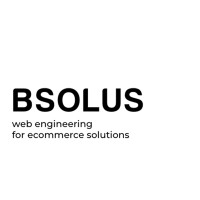 BSOLUS
web engineering
for ecommerce solutions